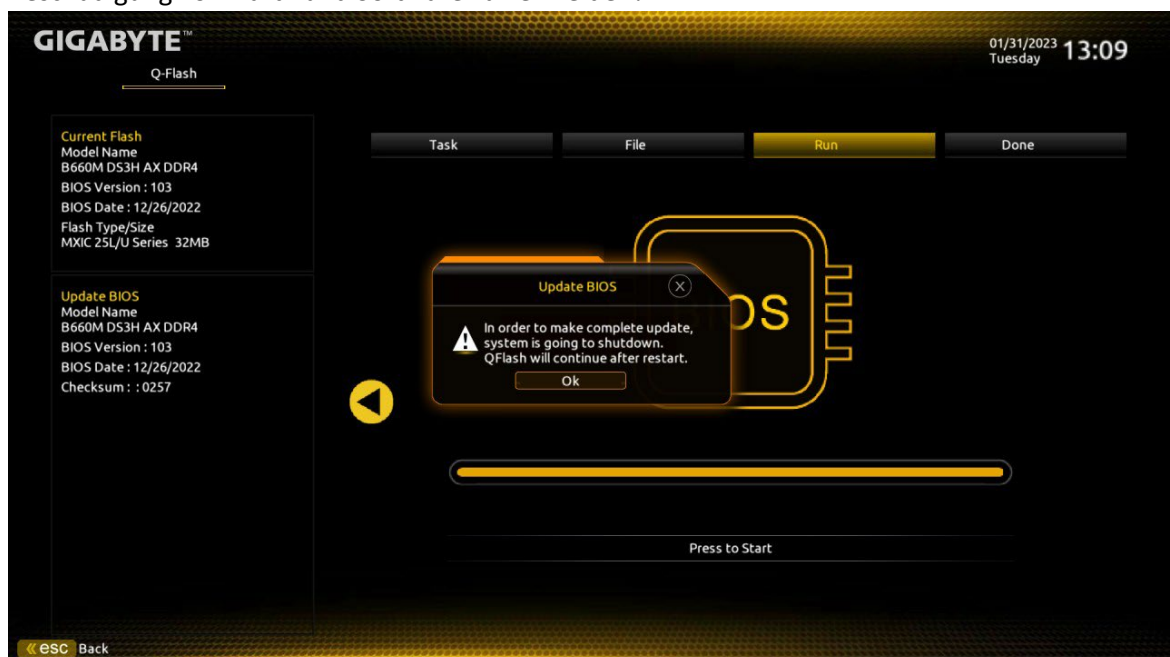 GIGABYTE™
01/31/2023
Tuesday 13:09
Q-Flash
Current Flash
Model Name
B660M DS3H AX DDR4
BIOS Version : 103
BIOS Date : 12/26/2022
Flash Type/Size
MXIC 25L/U Series 32MB
Update BIOS
Model Name
B660M DS3H AX DDR4
BIOS Version : 103
BIOS Date : 12/26/2022
Checksum : : 0257
Task
File
Run
Done
Update BIOS
In order to make complete update,
system is going to shutdown.
QFlash will continue after restart.
Ok
OS
Press to Start
esc Back